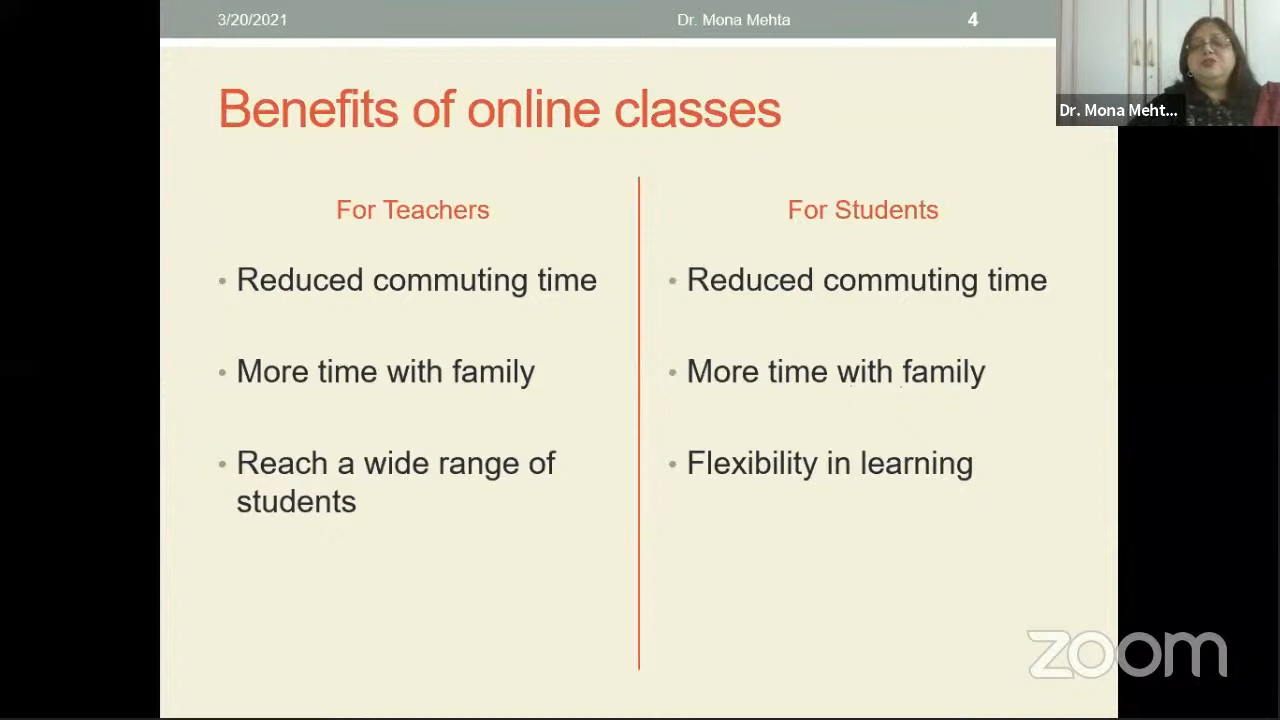 3/20/2021
Dr. Mona Mehta
4
Dr. Mona Meht...
Benefits of online classes
For Teachers
• Reduced commuting time
• More time with family
• Reach a wide range of
students
For Students
• Reduced commuting time
• More time with family
• Flexibility in learning
zoom